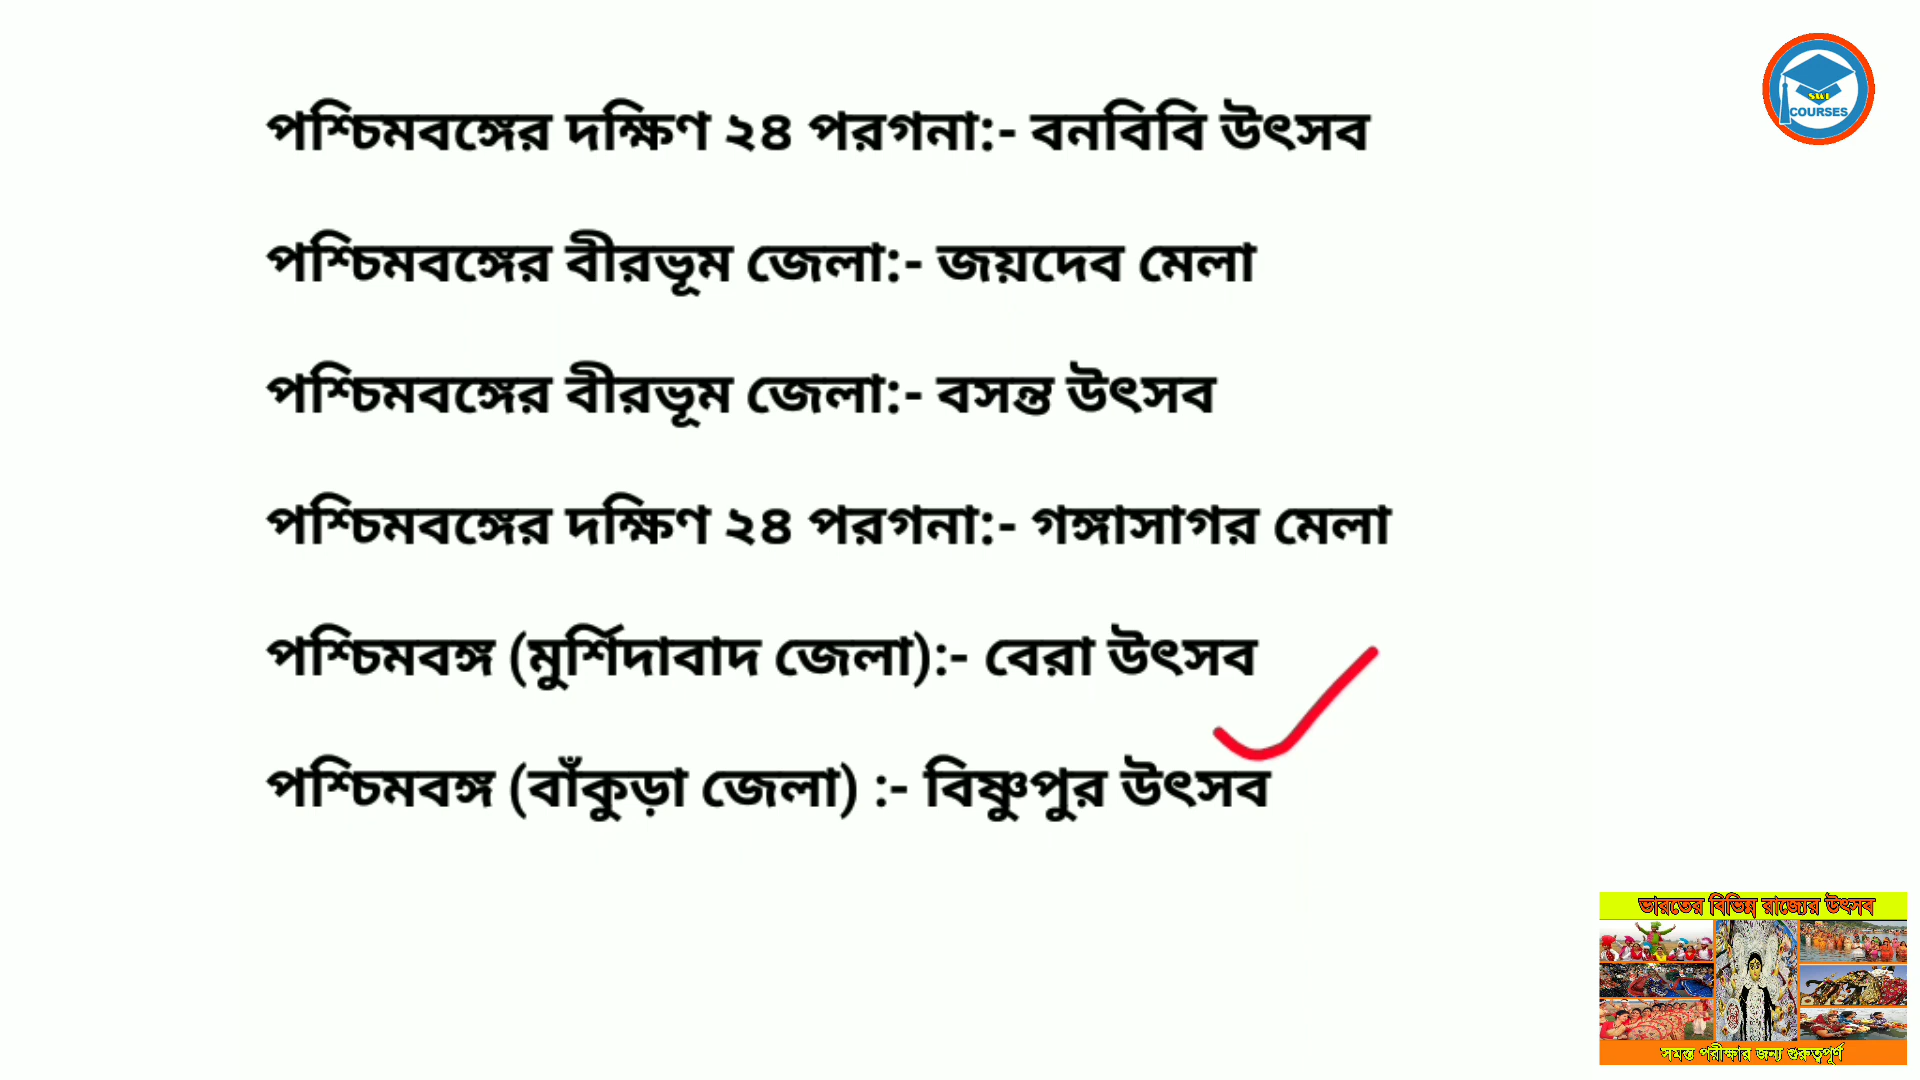 পশ্চিমবঙ্গের দক্ষিণ ২৪ পরগনা:- বনবিবি উৎসব
পশ্চিমবঙ্গের বীরভূম জেলা:- জয়দেব মেলা
পশ্চিমবঙ্গের বীরভূম জেলা:- বসন্ত উৎসব
পশ্চিমবঙ্গের দক্ষিণ ২৪ পরগনা:- গঙ্গাসাগর মেলা
পশ্চিমবঙ্গ (মুর্শিদাবাদ জেলা):- বেরা উৎসব
পশ্চিমবঙ্গ (বাঁকুড়া জেলা) :- বিষ্ণুপুর উৎসব
COURSES
ভারতের বিভিন্ন রাজ্যের উৎসব
সমস্ত পরীক্ষার জন্য গুরুত্বপূর্ণ